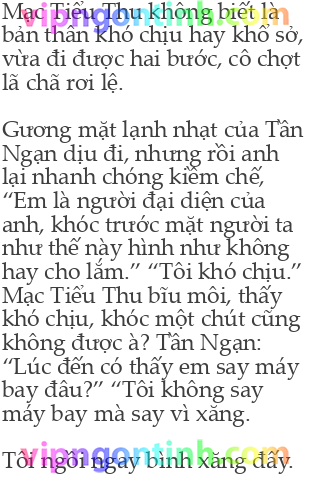 vipngontinh.com
Mạc Tiểu Thu không biết là
bản thân khó chịu hay khổ sở,
vừa đi được hai bước, cô chợt
lã chã rơi lệ.
Gương mặt lạnh nhạt của Tần
Ngạn dịu đi, nhưng rồi anh
lại nhanh chóng kiềm chế,
“Em là người đại diện của
anh, khóc trước mặt người ta
như thế này hình như không
hay cho lắm.” “Tôi khó chịu.”
Mạc Tiểu Thu bĩu môi, thấy
khó chịu, khóc một chút cũng
không được à? Tần Ngạn:
“Lúc đến có thấy em say máy
bay đâu?” “Tôi không say
máy bay mà say vì xăng.
vipngontinh.com
Tôi ngồi ngay bình xăng đấy.